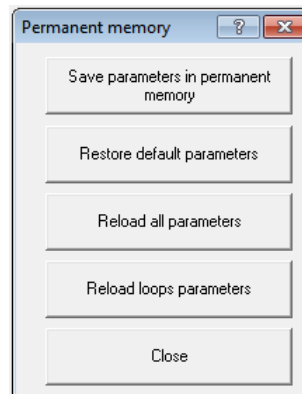 Permanent memory ?
Save parameters in permanent
memory
Restore default parameters
Reload all parameters
Reload loops parameters
Close